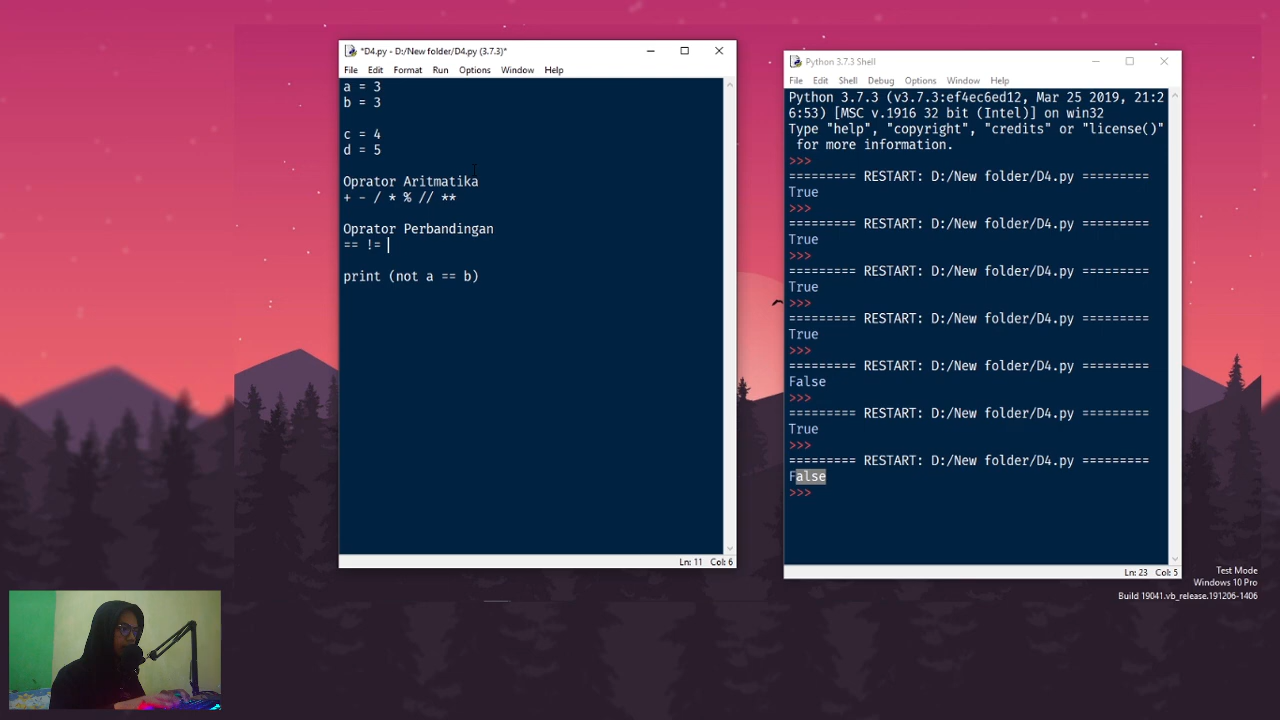 *D4.py - D:/New folder/D4.py (3.7.3)*
File Edit Format Run Options Window Help
a = 3
b = 3
c = 4
d = 5
Oprator Aritmatika
+ - / * % // **
Oprator Perbandingan
== !=
print (not a == b)
Ln: 11 Col: 6
Python 3.7.3 Shell
File Edit Shell Debug Options Window Help
Python 3.7.3 (v3.7.3:ef4ec6ed12, Mar 25 2019, 21:2
6:53) [MSC v.1916 32 bit (Intel)] on win32
Type "help", "copyright", "credits" or "license()"
for more information.
>>>
========= RESTART: D:/New folder/D4.py =========
True
>>>
========= RESTART: D:/New folder/D4.py =========
True
>>>
========= RESTART: D:/New folder/D4.py =========
True
>>>
========= RESTART: D:/New folder/D4.py =========
True
>>>
========= RESTART: D:/New folder/D4.py =========
False
>>>
========= RESTART: D:/New folder/D4.py =========
True
>>>
========= RESTART: D:/New folder/D4.py =========
False
>>>
Ln: 23 Col: 5
Test Mode
Windows 10 Pro
Build 19041.vb_release.191206-1406